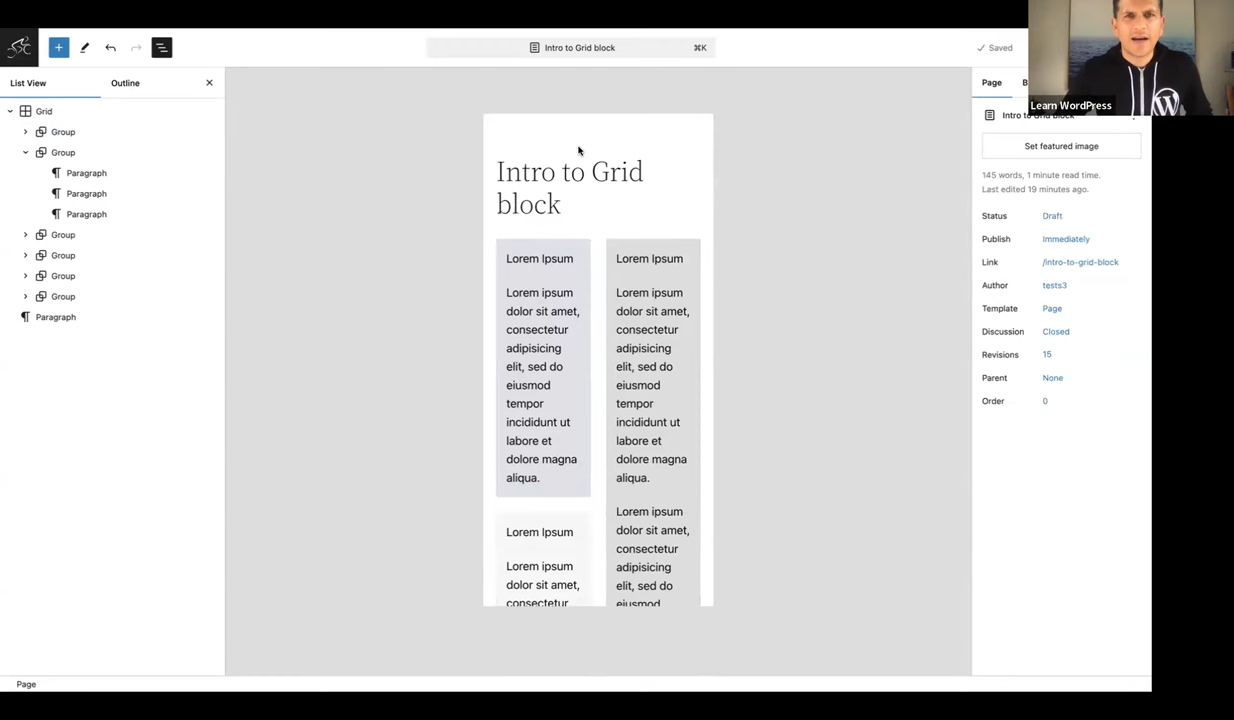 Intro to Grid block
⌘K
Saved
Learn WordPress
List View
Outline
Page
B
Intro to Grid block
Grid
Group
Group
Paragraph
Paragraph
Paragraph
Group
Group
Group
Group
Paragraph
Intro to Grid
block
Lorem Ipsum
Lorem ipsum
dolor sit amet,
consectetur
adipisicing
elit, sed do
eiusmod
tempor
incididunt ut
labore et
dolore magna
aliqua.
Lorem Ipsum
Lorem ipsum
dolor sit amet,
consectetur
Lorem Ipsum
Lorem ipsum
dolor sit amet,
consectetur
adipisicing
elit, sed do
eiusmod
tempor
incididunt ut
labore et
dolore magna
aliqua.
Lorem ipsum
dolor sit amet,
consectetur
adipisicing
elit, sed do
eiusmod
Set featured image
145 words, 1 minute read time.
Last edited 19 minutes ago.
Status Draft
Publish Immediately
Link /intro-to-grid-block
Author tests3
Template Page
Discussion Closed
Revisions 15
Parent None
Order 0
Page